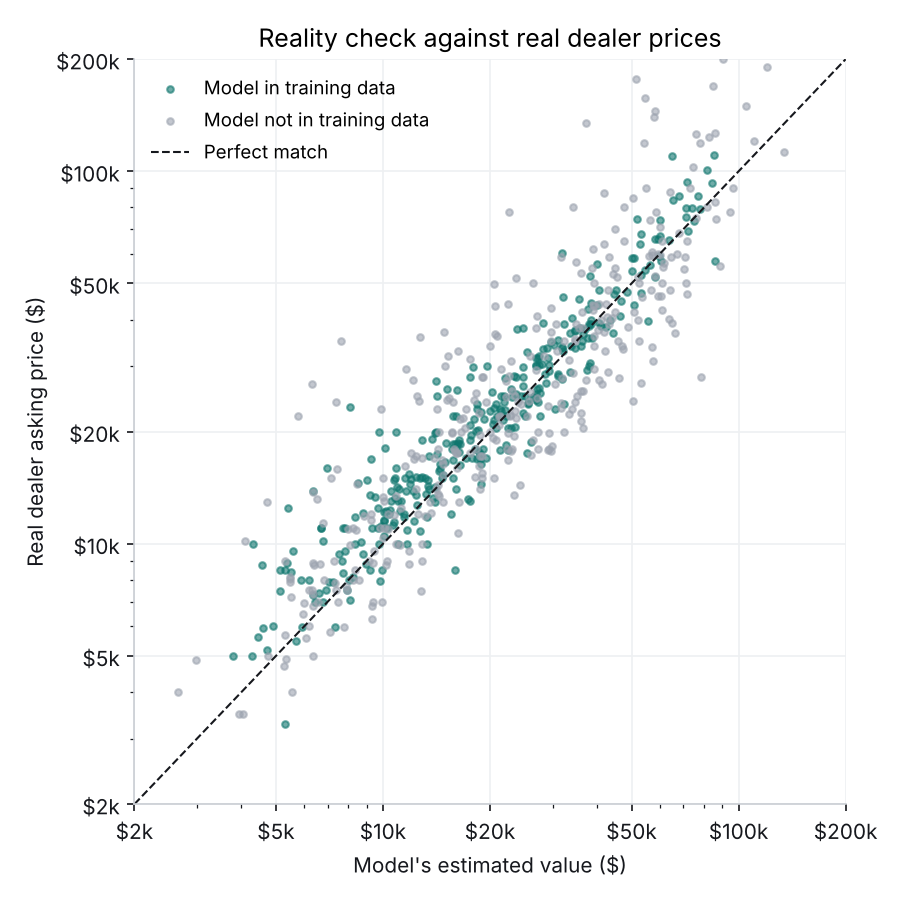 Reality check against real dealer prices
Model in training data
Model not in training data
Perfect match
Real dealer asking price ($)
$200k
$100k
$50k
$20k
$10k
$5k
$2k
$2k
$5k
$10k
$20k
$50k
$100k
$200k
Model's estimated value ($)